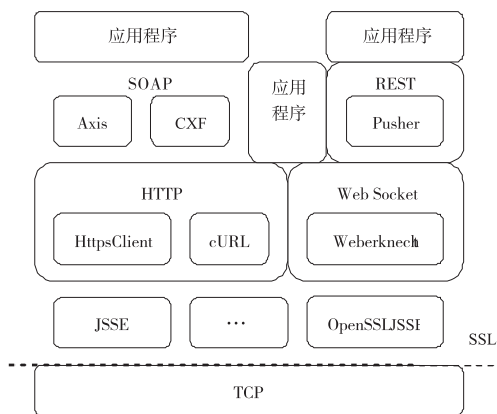 应用程序
应用程序
SOAP
应用
程序
REST
Axis
CXF
Pusher
HTTP
Web Socket
HttpsClient
cURL
Weberknecht
JSSE
...
OpenSSLJSSE
SSL
TCP